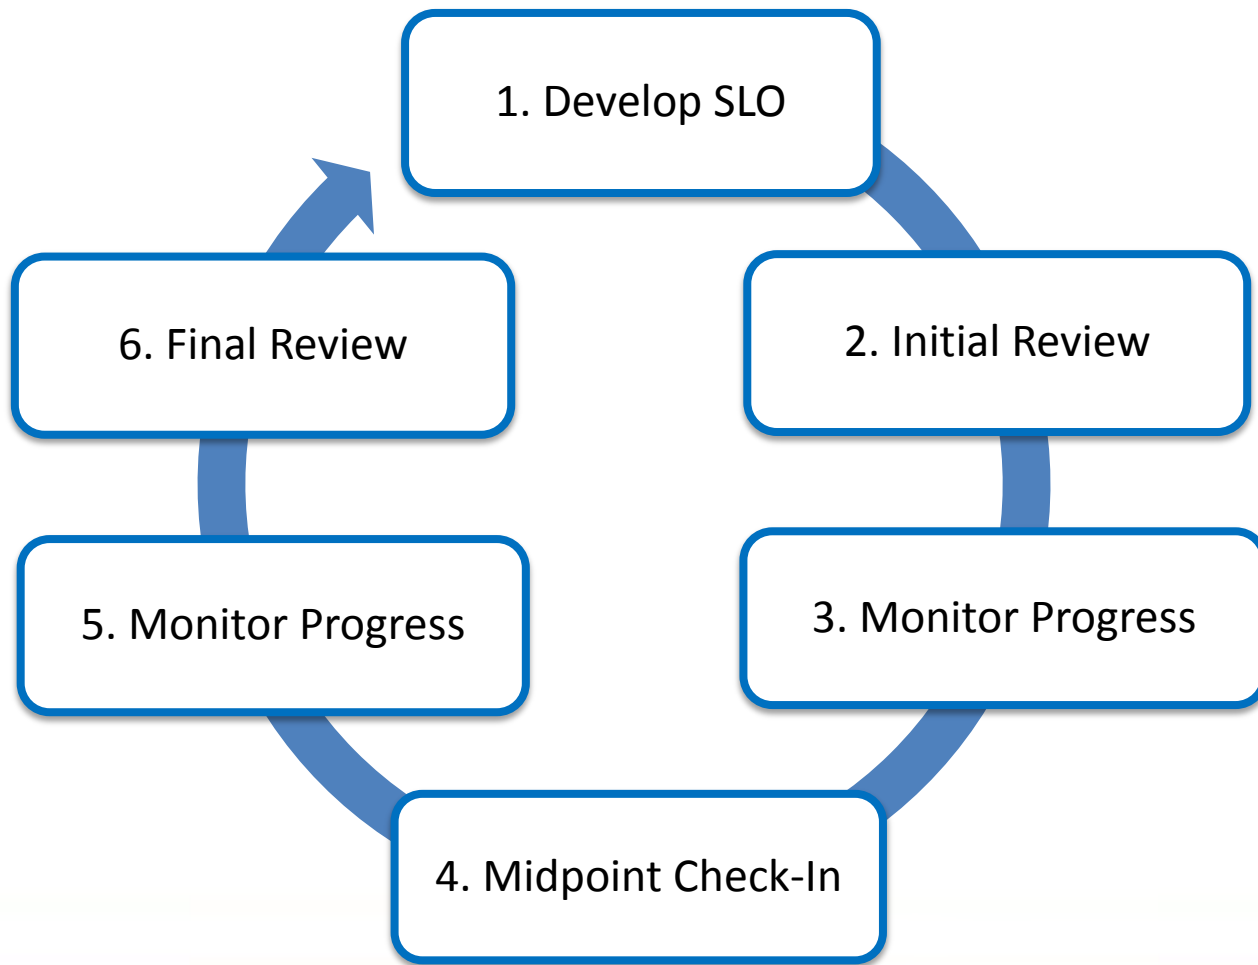 1. Develop SLO
2. Initial Review
3. Monitor Progress
4. Midpoint Check-In
5. Monitor Progress
6. Final Review